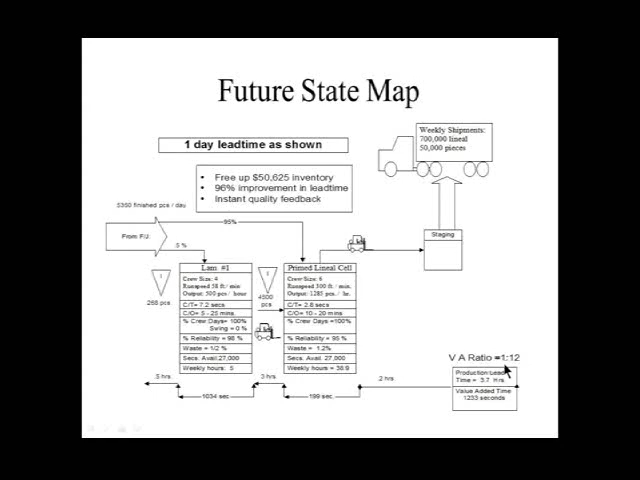 Future State Map
1 day leadtime as shown
Weekly Shipments:
700,000 lineal
50,000 pieces
• Free up $50,625 inventory
• 96% improvement in leadtime
• Instant quality feedback
5360 finished pcs / day
95%
From F/J
.5 %
Staging
Lam #1
Crew Size: 4
Runspeed 58 ft / min
Output: 500 pcs / hour
C/T= 7.2 secs
C/O= 5 - 25 mins.
% Crew Days= 100%
Swing = 0 %
% Reliability = 98 %
Waste = 1/2 %
Secs. Avail.27,000
Weekly hours: 5
I
268 pcs
I
4500
pcs
Primed Lineal Cell
Crew Size: 6
Runspeed 300 ft. / min.
Output: 1285 pcs. / hr.
C/T= 2.8 secs.
C/O= 10 - 20 mins.
% Crew Days =100%
% Reliability = 95 %
Waste = 1.2%
Secs. Avail. 27,000
Weekly hours = 38.9
V A Ratio =1:12
Production Lead
Time = 3.7 Hrs.
Value Added Time
1233 seconds
.5 hrs.
1034 sec
3 hrs
199 sec.
.2 hrs.